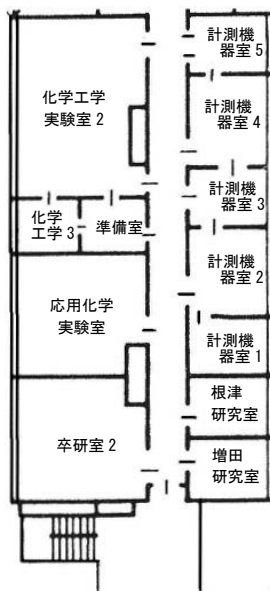 計測機
器室5
化学工学
実験室2
計測機
器室4
計測機
器室3
化学
工学3
準備室
計測機
器室2
応用化学
実験室
計測機
器室1
根津
研究室
卒研室2
増田
研究室